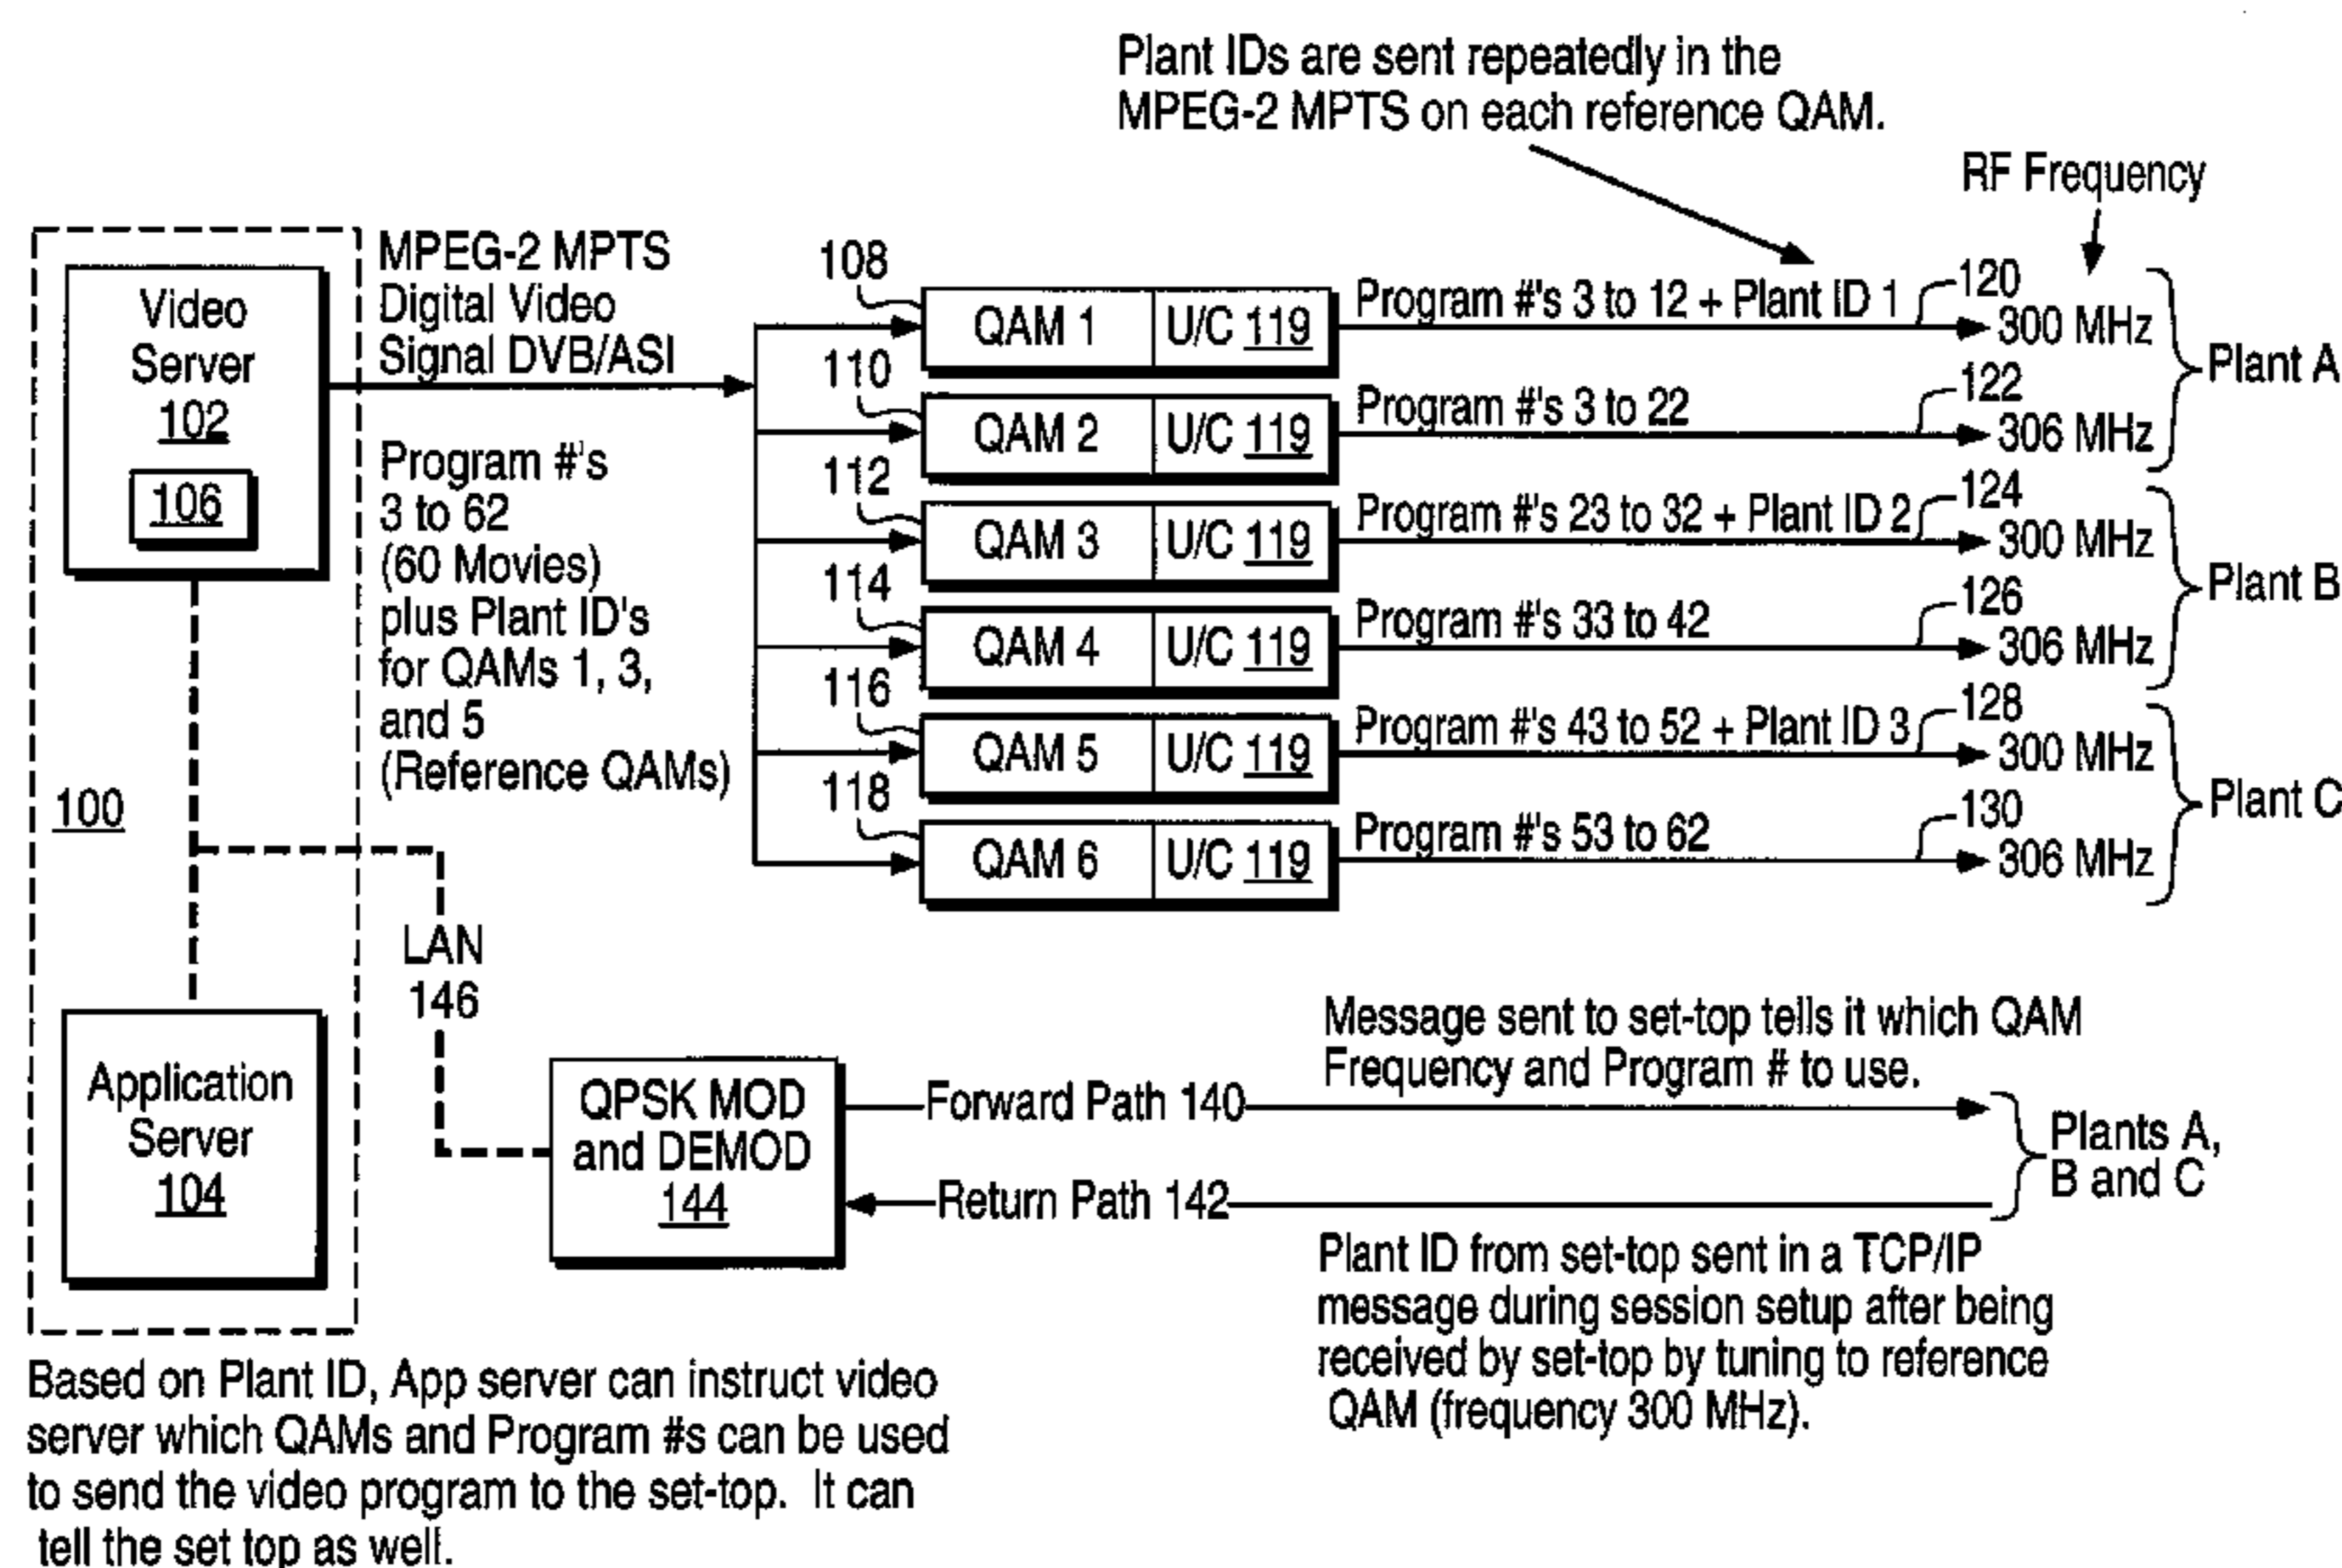 Plant IDs are sent repeatedly in the
MPEG-2 MPTS on each reference QAM.
RF Frequency
MPEG-2 MPTS
Digital Video
Signal DVB/ASI
Video
Server
102
106
Program #'s
3 to 62
(60 Movies)
plus Plant ID's
for QAMs 1, 3,
and 5
(Reference QAMs)
100
108
QAM 1
U/C 119
Program #'s 3 to 12 + Plant ID 1
120
300 MHz
110
QAM 2
U/C 119
Program #'s 3 to 22
122
306 MHz
Plant A
112
QAM 3
U/C 119
Program #'s 23 to 32 + Plant ID 2
124
300 MHz
114
QAM 4
U/C 119
Program #'s 33 to 42
126
306 MHz
Plant B
116
QAM 5
U/C 119
Program #'s 43 to 52 + Plant ID 3
128
300 MHz
118
QAM 6
U/C 119
Program #'s 53 to 62
130
306 MHz
Plant C
LAN
146
Application
Server
104
QPSK MOD
and DEMOD
144
Message sent to set-top tells it which QAM
Frequency and Program # to use.
Forward Path 140
Return Path 142
Plants A,
B and C
Plant ID from set-top sent in a TCP/IP
message during session setup after being
received by set-top by tuning to reference
QAM (frequency 300 MHz).
Based on Plant ID, App server can instruct video
server which QAMs and Program #s can be used
to send the video program to the set-top. It can
tell the set top as well.